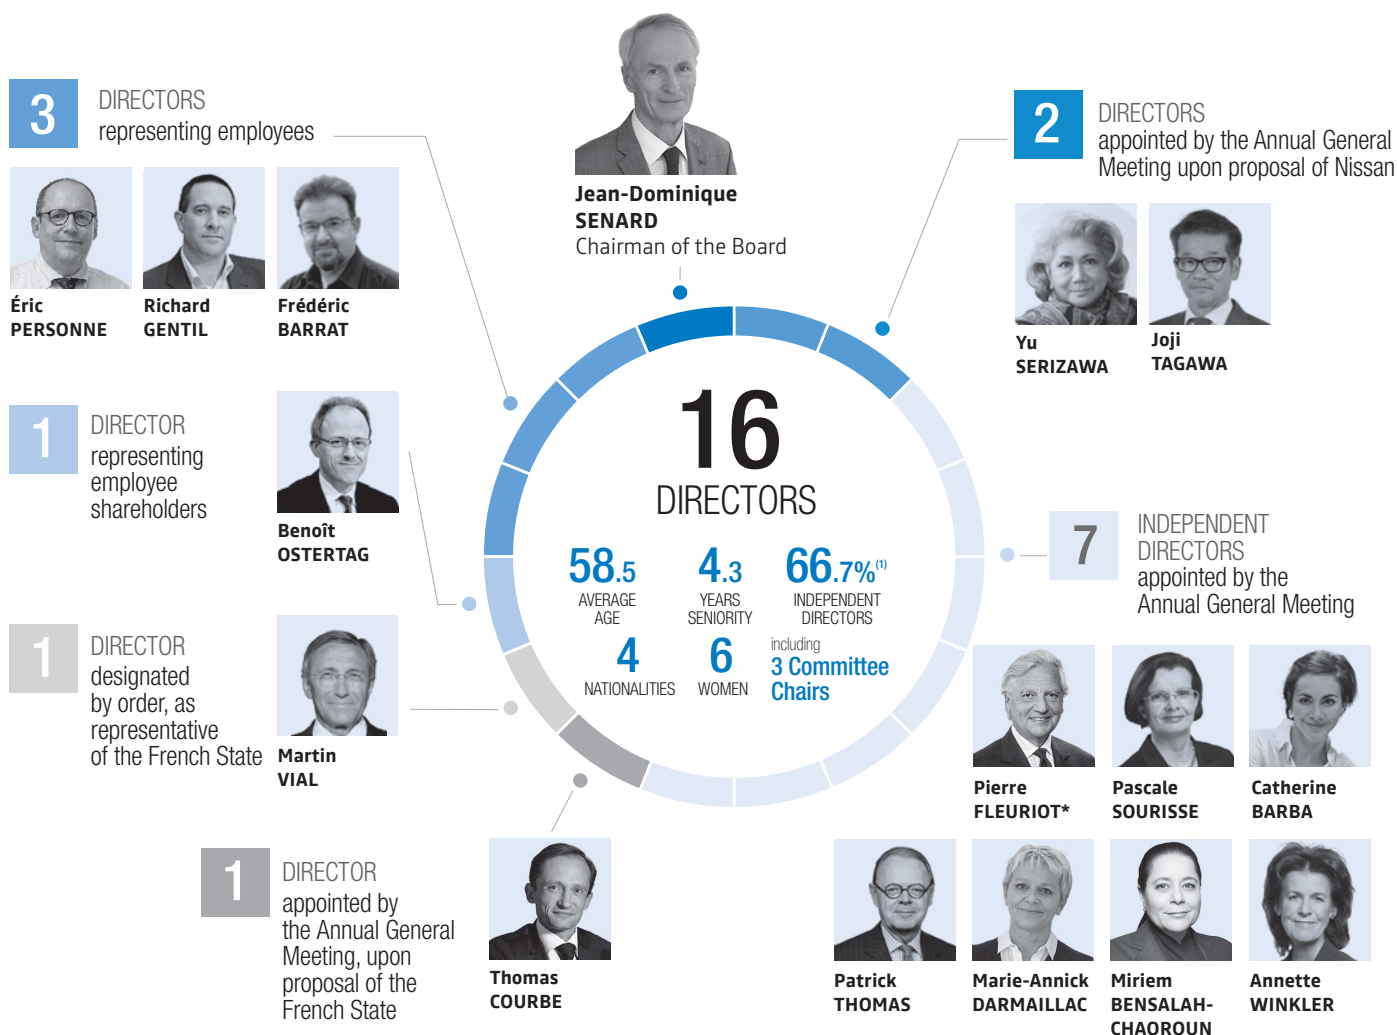 Jean-Dominique
SENARD
Chairman of the Board
3
DIRECTORS
representing employees
Éric
PERSONNE
Richard
GENTIL
Frédéric
BARRAT
2
DIRECTORS
appointed by the Annual General
Meeting upon proposal of Nissan
Yu
SERIZAWA
Joji
TAGAWA
1
DIRECTOR
representing
employee
shareholders
Benoît
OSTERTAG
16
DIRECTORS
58.5
AVERAGE
AGE
4.3
YEARS
SENIORITY
66.7%(1)
INDEPENDENT
DIRECTORS
4
NATIONALITIES
6
WOMEN
including
3 Committee
Chairs
7
INDEPENDENT
DIRECTORS
appointed by the
Annual General Meeting
1
DIRECTOR
designated
by order, as
representative
of the French State
Martin
VIAL
Pierre
FLEURIOT*
Pascale
SOURISSE
Catherine
BARBA
1
DIRECTOR
appointed by
the Annual General
Meeting, upon
proposal of the
French State
Thomas
COURBE
Patrick
THOMAS
Marie-Annick
DARMAILLAC
Miriem
BENSALAH-
CHAQROUN
Annette
WINKLER